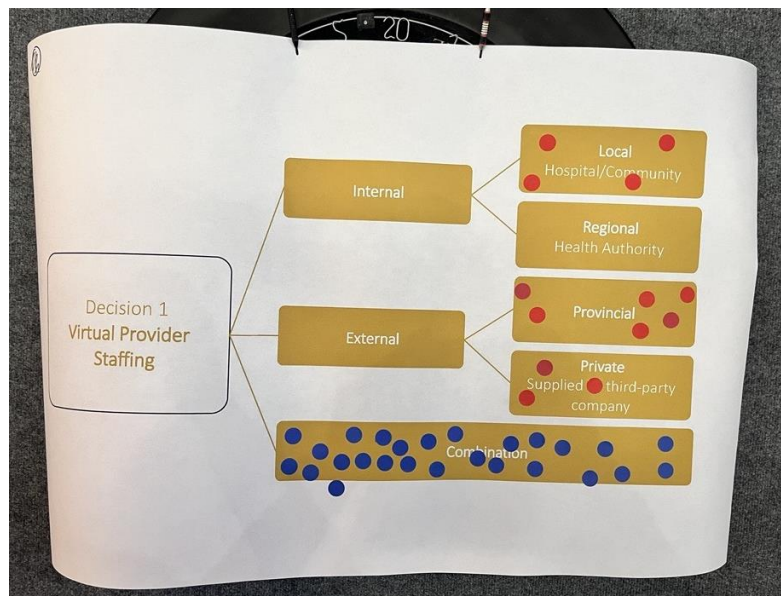 20
Decision 1
Virtual Provider
Staffing
Internal
Local
Hospital/Community
Regional
Health Authority
External
Provincial
Private
Supplied third-party
company
Combination